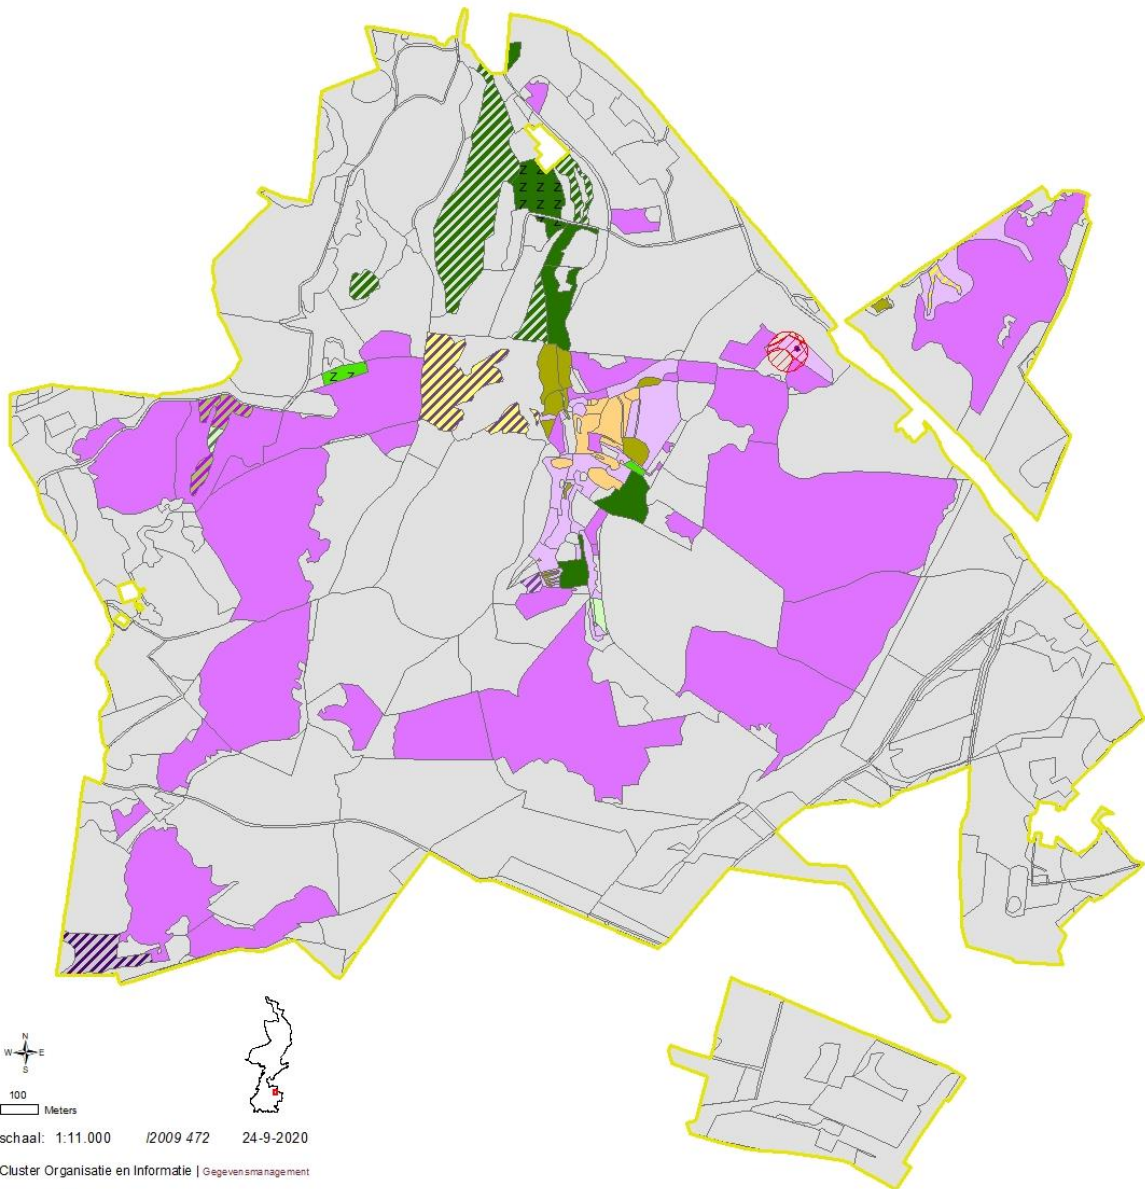 Z Z
Z Z Z
Z Z Z
Z
Z Z
N
W E
S
100
Meters
schaal: 1:11.000 I2009 472 24-9-2020
Cluster Organisatie en Informatie | Gegevensmanagement